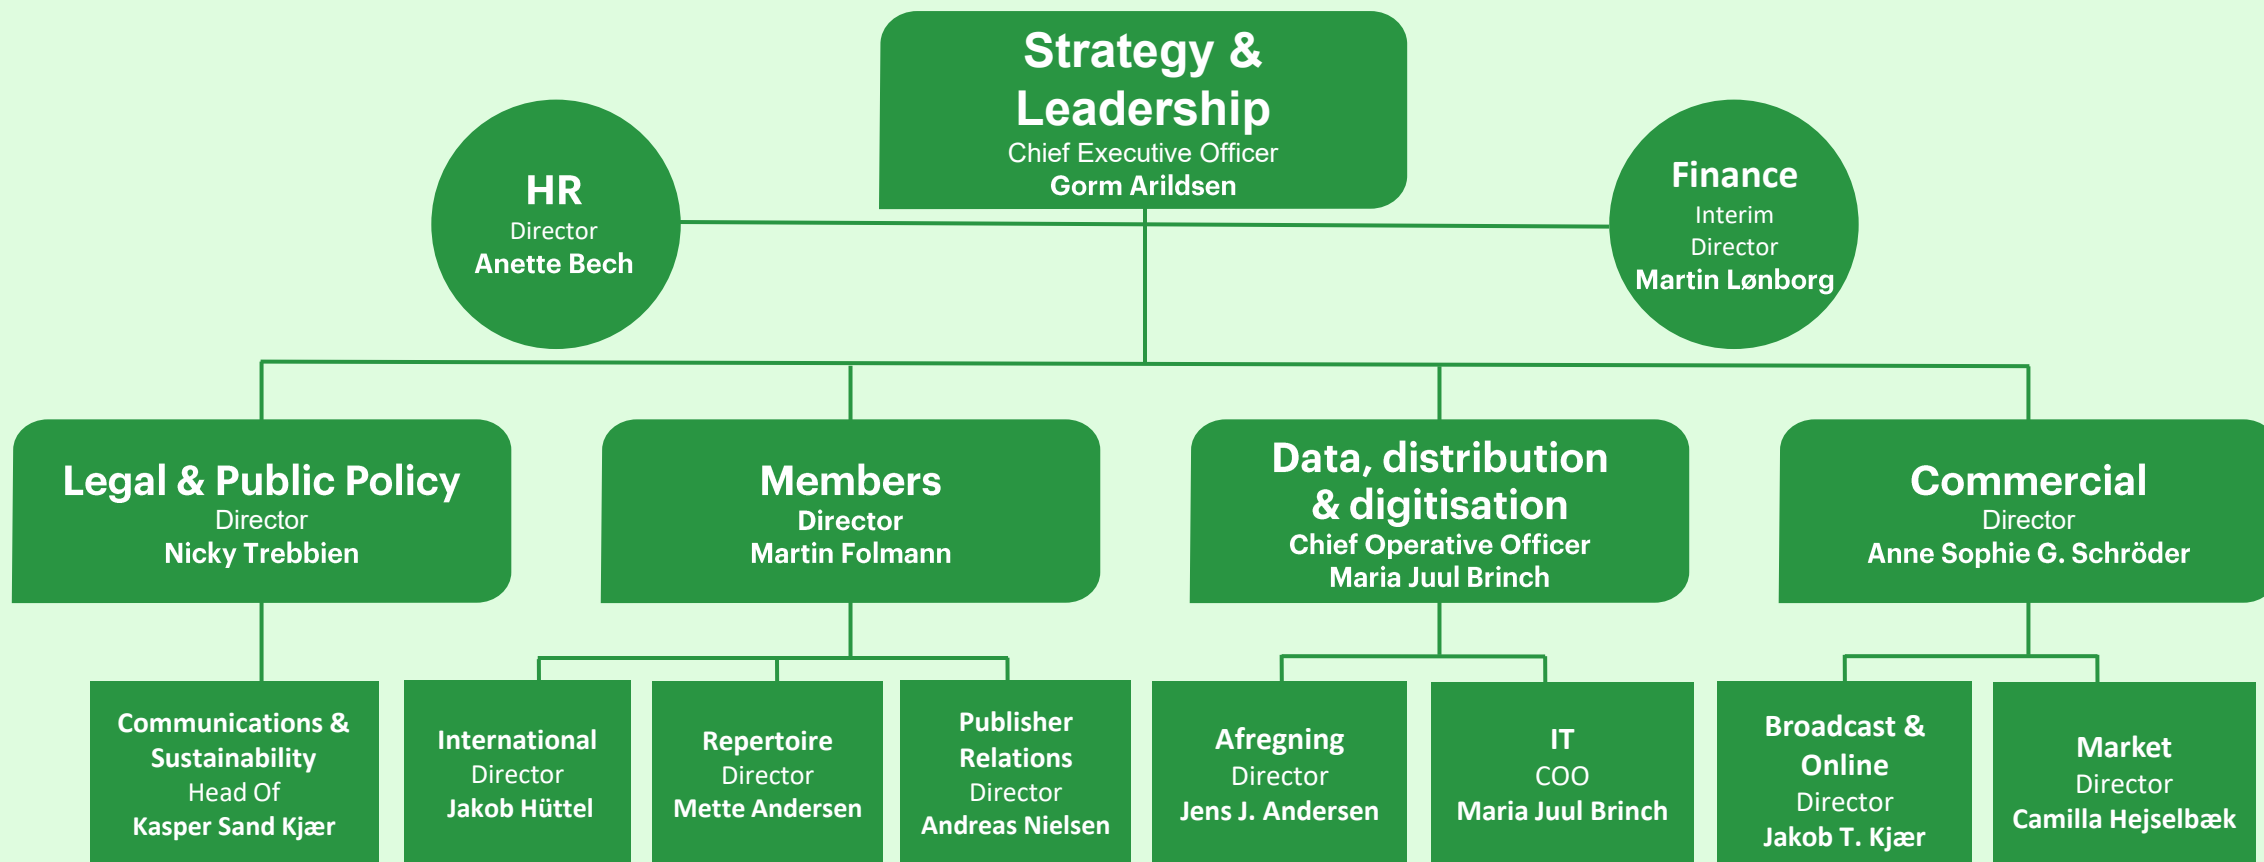 Strategy &
Leadership
Chief Executive Officer
Gorm Arildsen
HR
Director
Anette Bech
Finance
Interim
Director
Martin Lønborg
Legal & Public Policy
Director
Nicky Trebbien
Members
Director
Martin Folmann
Data, distribution
& digitisation
Chief Operative Officer
Maria Juul Brinch
Commercial
Director
Anne Sophie G. Schröder
Communications &
Sustainability
Head Of
Kasper Sand Kjær
International
Director
Jakob Hüttel
Repertoire
Director
Mette Andersen
Publisher
Relations
Director
Andreas Nielsen
Afregning
Director
Jens J. Andersen
IT
COO
Maria Juul Brinch
Broadcast &
Online
Director
Jakob T. Kjær
Market
Director
Camilla Hejselbæk